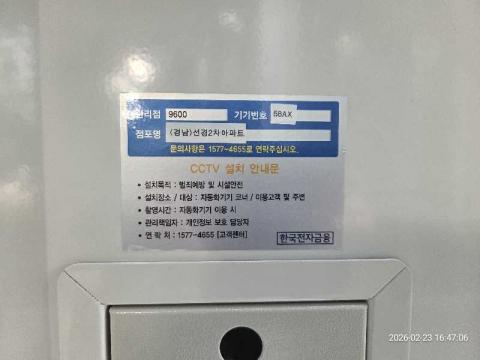 관리점 9600 기기번호 58AX
점포명 (경남)선경2차아파트
문의사항은 1577-4655로 연락주십시오.
CCTV 설치 안내문
• 설치목적 : 범죄예방 및 시설안전
• 설치장소 / 대상 : 자동화기기 코너 / 이용고객 및 주변
• 촬영시간 : 자동화기기 이용 시
• 관리책임자 : 개인정보 보호 담당자
• 연 락 처 : 1577-4655 [고객센터]
한국전자금융
2026-02-23 16:47:06